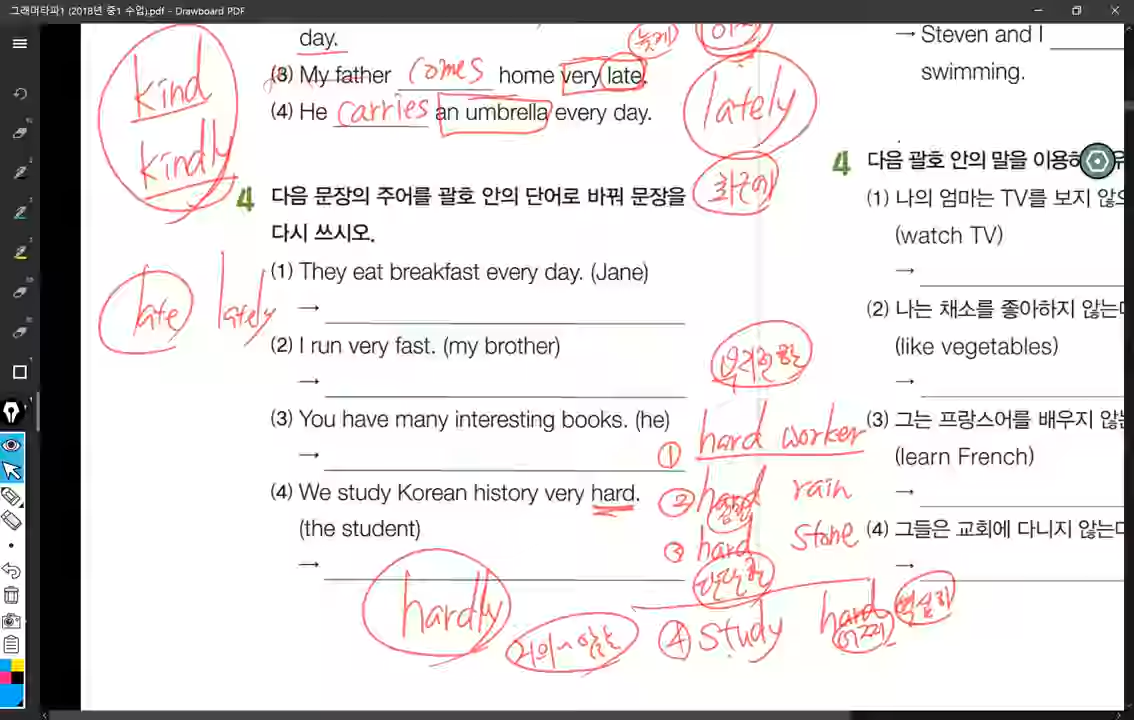 그래머타파1 (2018년 중1 수업).pdf - Drawboard PDF
day.
늦게
(3) My father comes home very late.
(4) He carries an umbrella every day.
kind
kindly
lately
최근에
4 다음 문장의 주어를 괄호 안의 단어로 바꿔 문장을
다시 쓰시오.
(1) They eat breakfast every day. (Jane)
→
late lately
(2) I run very fast. (my brother)
→
(3) You have many interesting books. (he)
→
(4) We study Korean history very hard.
(the student)
→
hardly
거의~않는
① hard worker
② hard rain
③ hard stone
단단한
④ study hard
열심히
→ Steven and I
swimming.
4 다음 괄호 안의 말을 이용하
(1) 나의 엄마는 TV를 보지 않
(watch TV)
→
(2) 나는 채소를 좋아하지 않는
(like vegetables)
→
(3) 그는 프랑스어를 배우지 않
(learn French)
→
(4) 그들은 교회에 다니지 않는
→